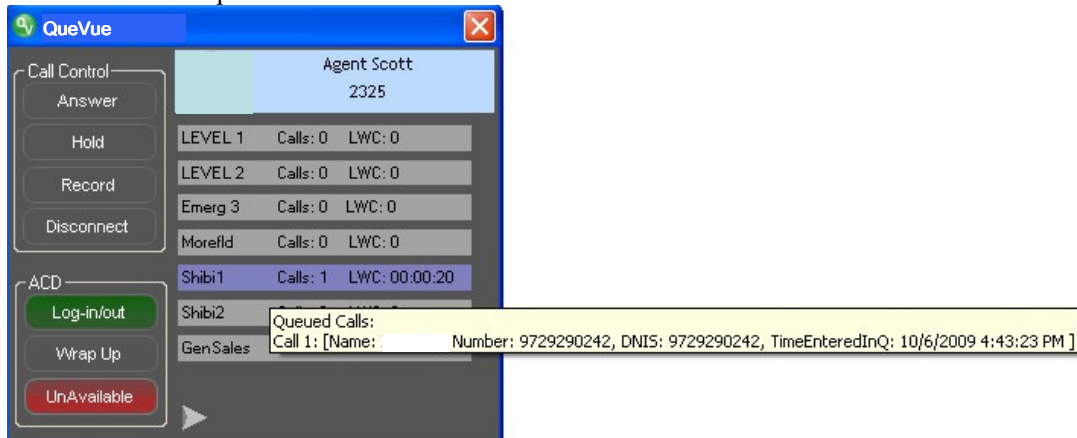 QueVue
Call Control
Answer
Hold
Record
Disconnect
ACD
Log-in/out
Wrap Up
UnAvailable
Agent Scott
2325
LEVEL 1 Calls: 0 LWC: 0
LEVEL 2 Calls: 0 LWC: 0
Emerg 3 Calls: 0 LWC: 0
Morefld Calls: 0 LWC: 0
Shibi1 Calls: 1 LWC: 00:00:20
Shibi2
GenSales
Queued Calls:
Call 1: [Name: Number: 9729290242, DNIS: 9729290242, TimeEnteredInQ: 10/6/2009 4:43:23 PM ]